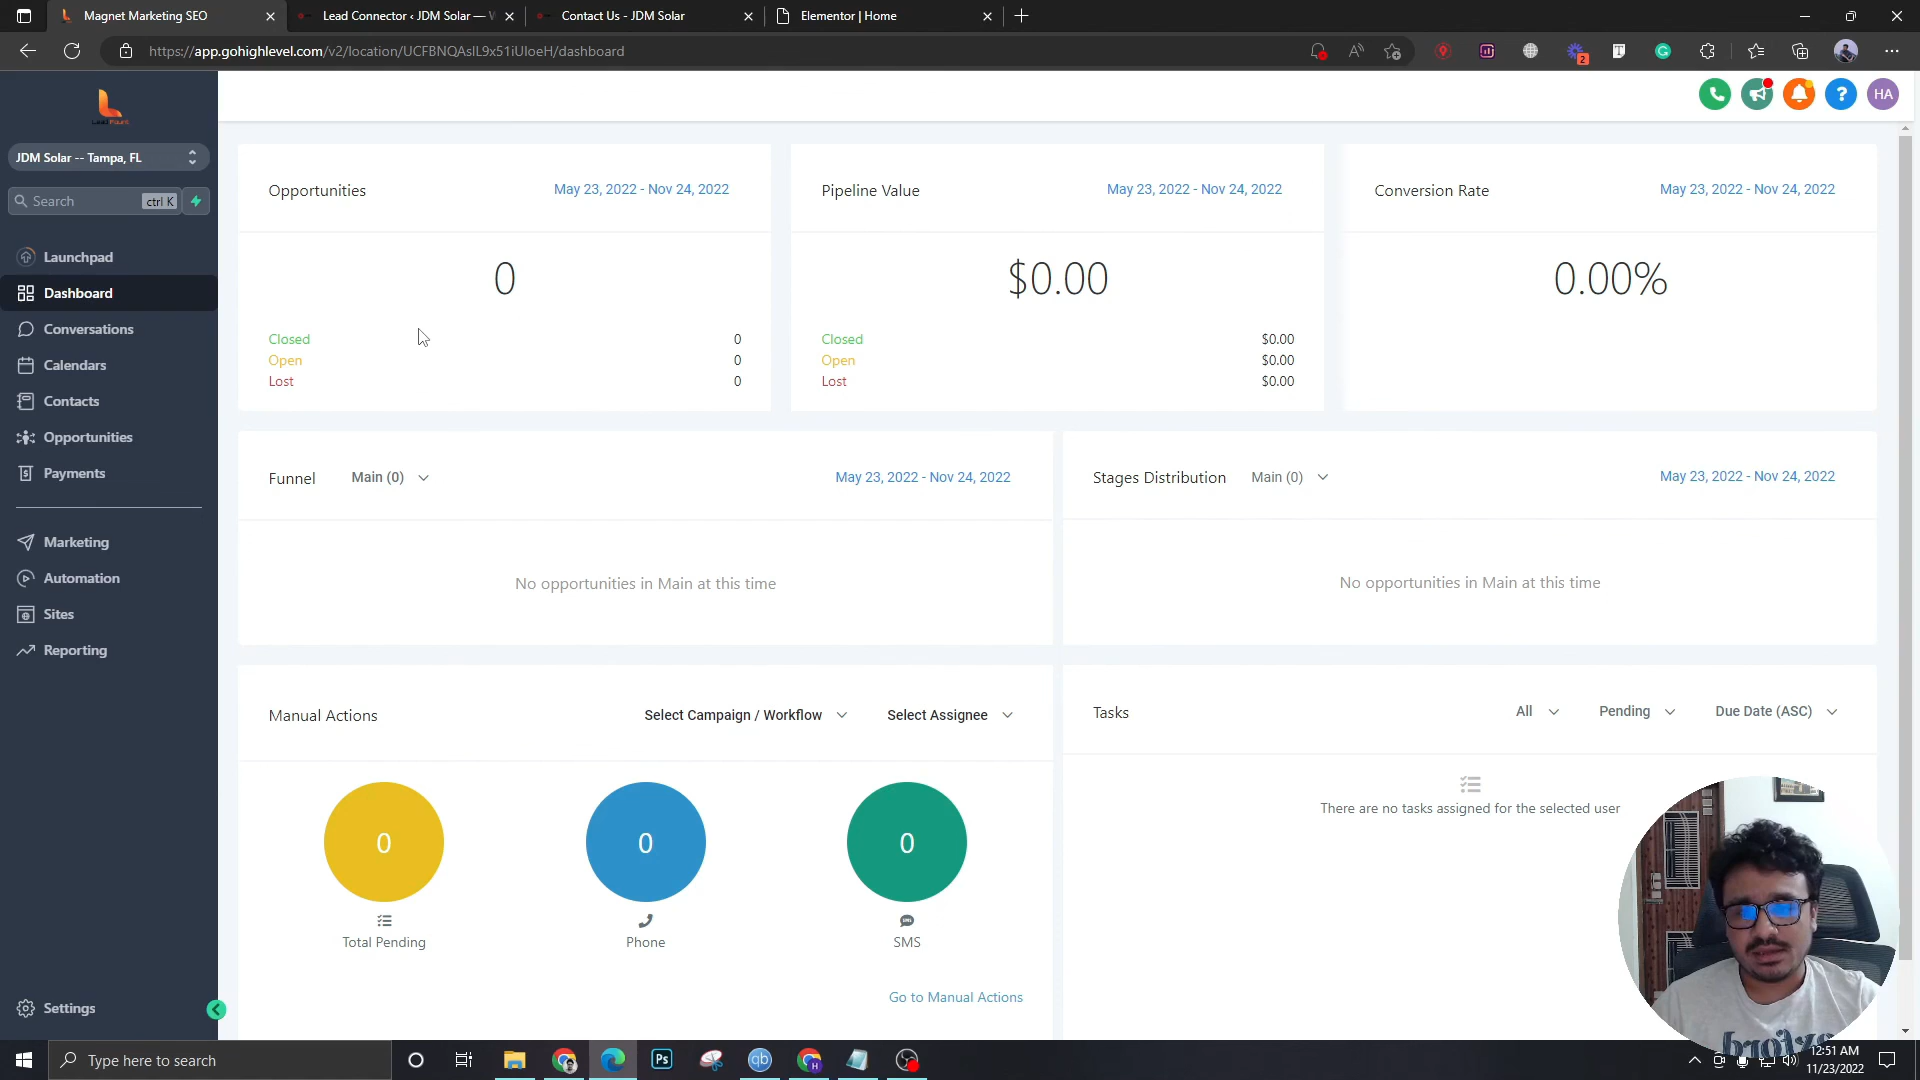 Magnet Marketing SEO
Lead Connector ‹ JDM Solar — W
Contact Us - JDM Solar
Elementor | Home
https://app.gohighlevel.com/v2/location/UCFBNQAsIL9x51iUIoeH/dashboard
2
HA
JDM Solar -- Tampa, FL
Search
ctrl K
Launchpad
Dashboard
Conversations
Calendars
Contacts
Opportunities
Payments
Marketing
Automation
Sites
Reporting
Settings
Opportunities
May 23, 2022 - Nov 24, 2022
0
Closed 0
Open 0
Lost 0
Pipeline Value
May 23, 2022 - Nov 24, 2022
$0.00
Closed $0.00
Open $0.00
Lost $0.00
Conversion Rate
May 23, 2022 - Nov 24, 2022
0.00%
Funnel
Main (0)
May 23, 2022 - Nov 24, 2022
No opportunities in Main at this time
Stages Distribution
Main (0)
May 23, 2022 - Nov 24, 2022
No opportunities in Main at this time
Manual Actions
Select Campaign / Workflow
Select Assignee
0
Total Pending
0
Phone
0
SMS
Go to Manual Actions
Tasks
All
Pending
Due Date (ASC)
There are no tasks assigned for the selected user
Type here to search
Ps
qb
12:51 AM
11/23/2022